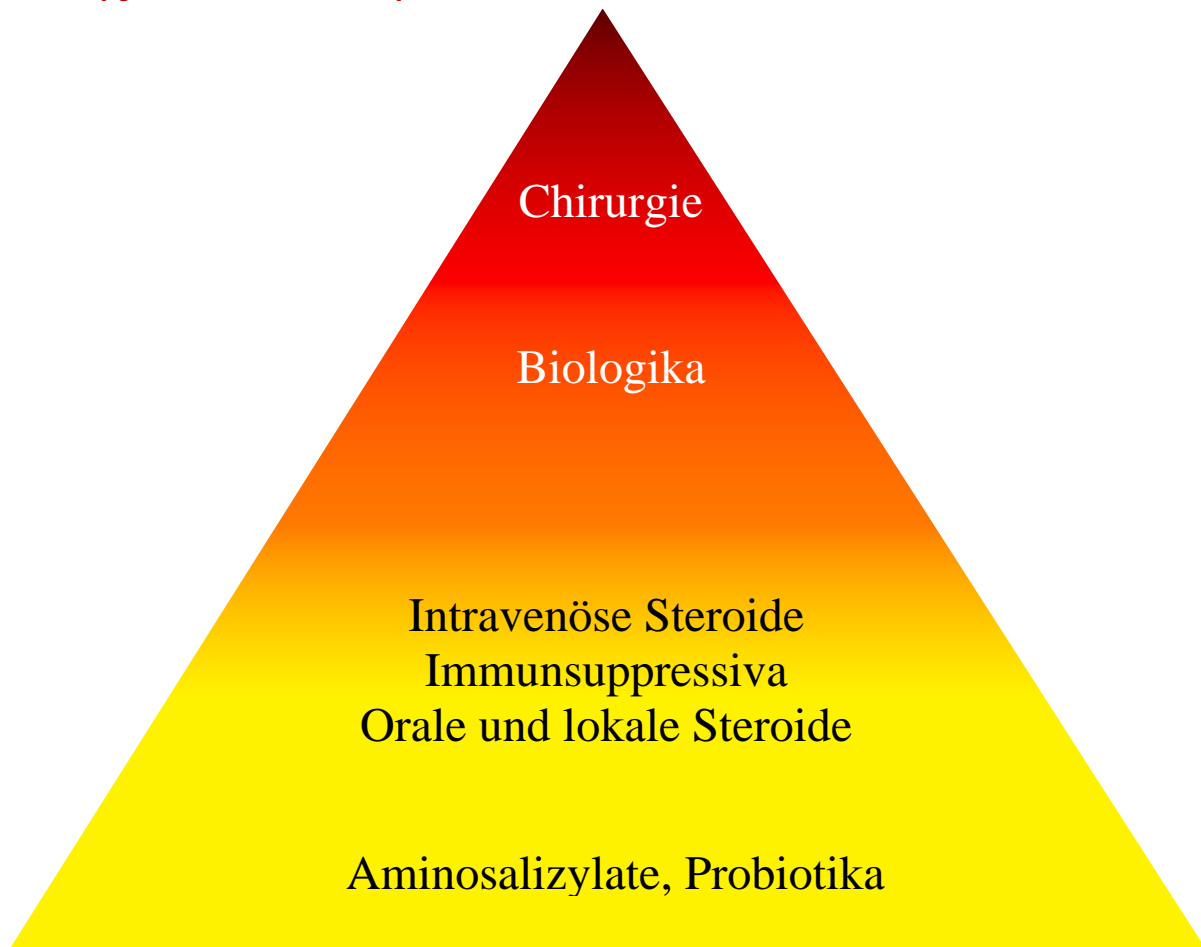 Chirurgie
Biologika
Intravenöse Steroide
Immunsuppressiva
Orale und lokale Steroide
Aminosalizylate, Probiotika